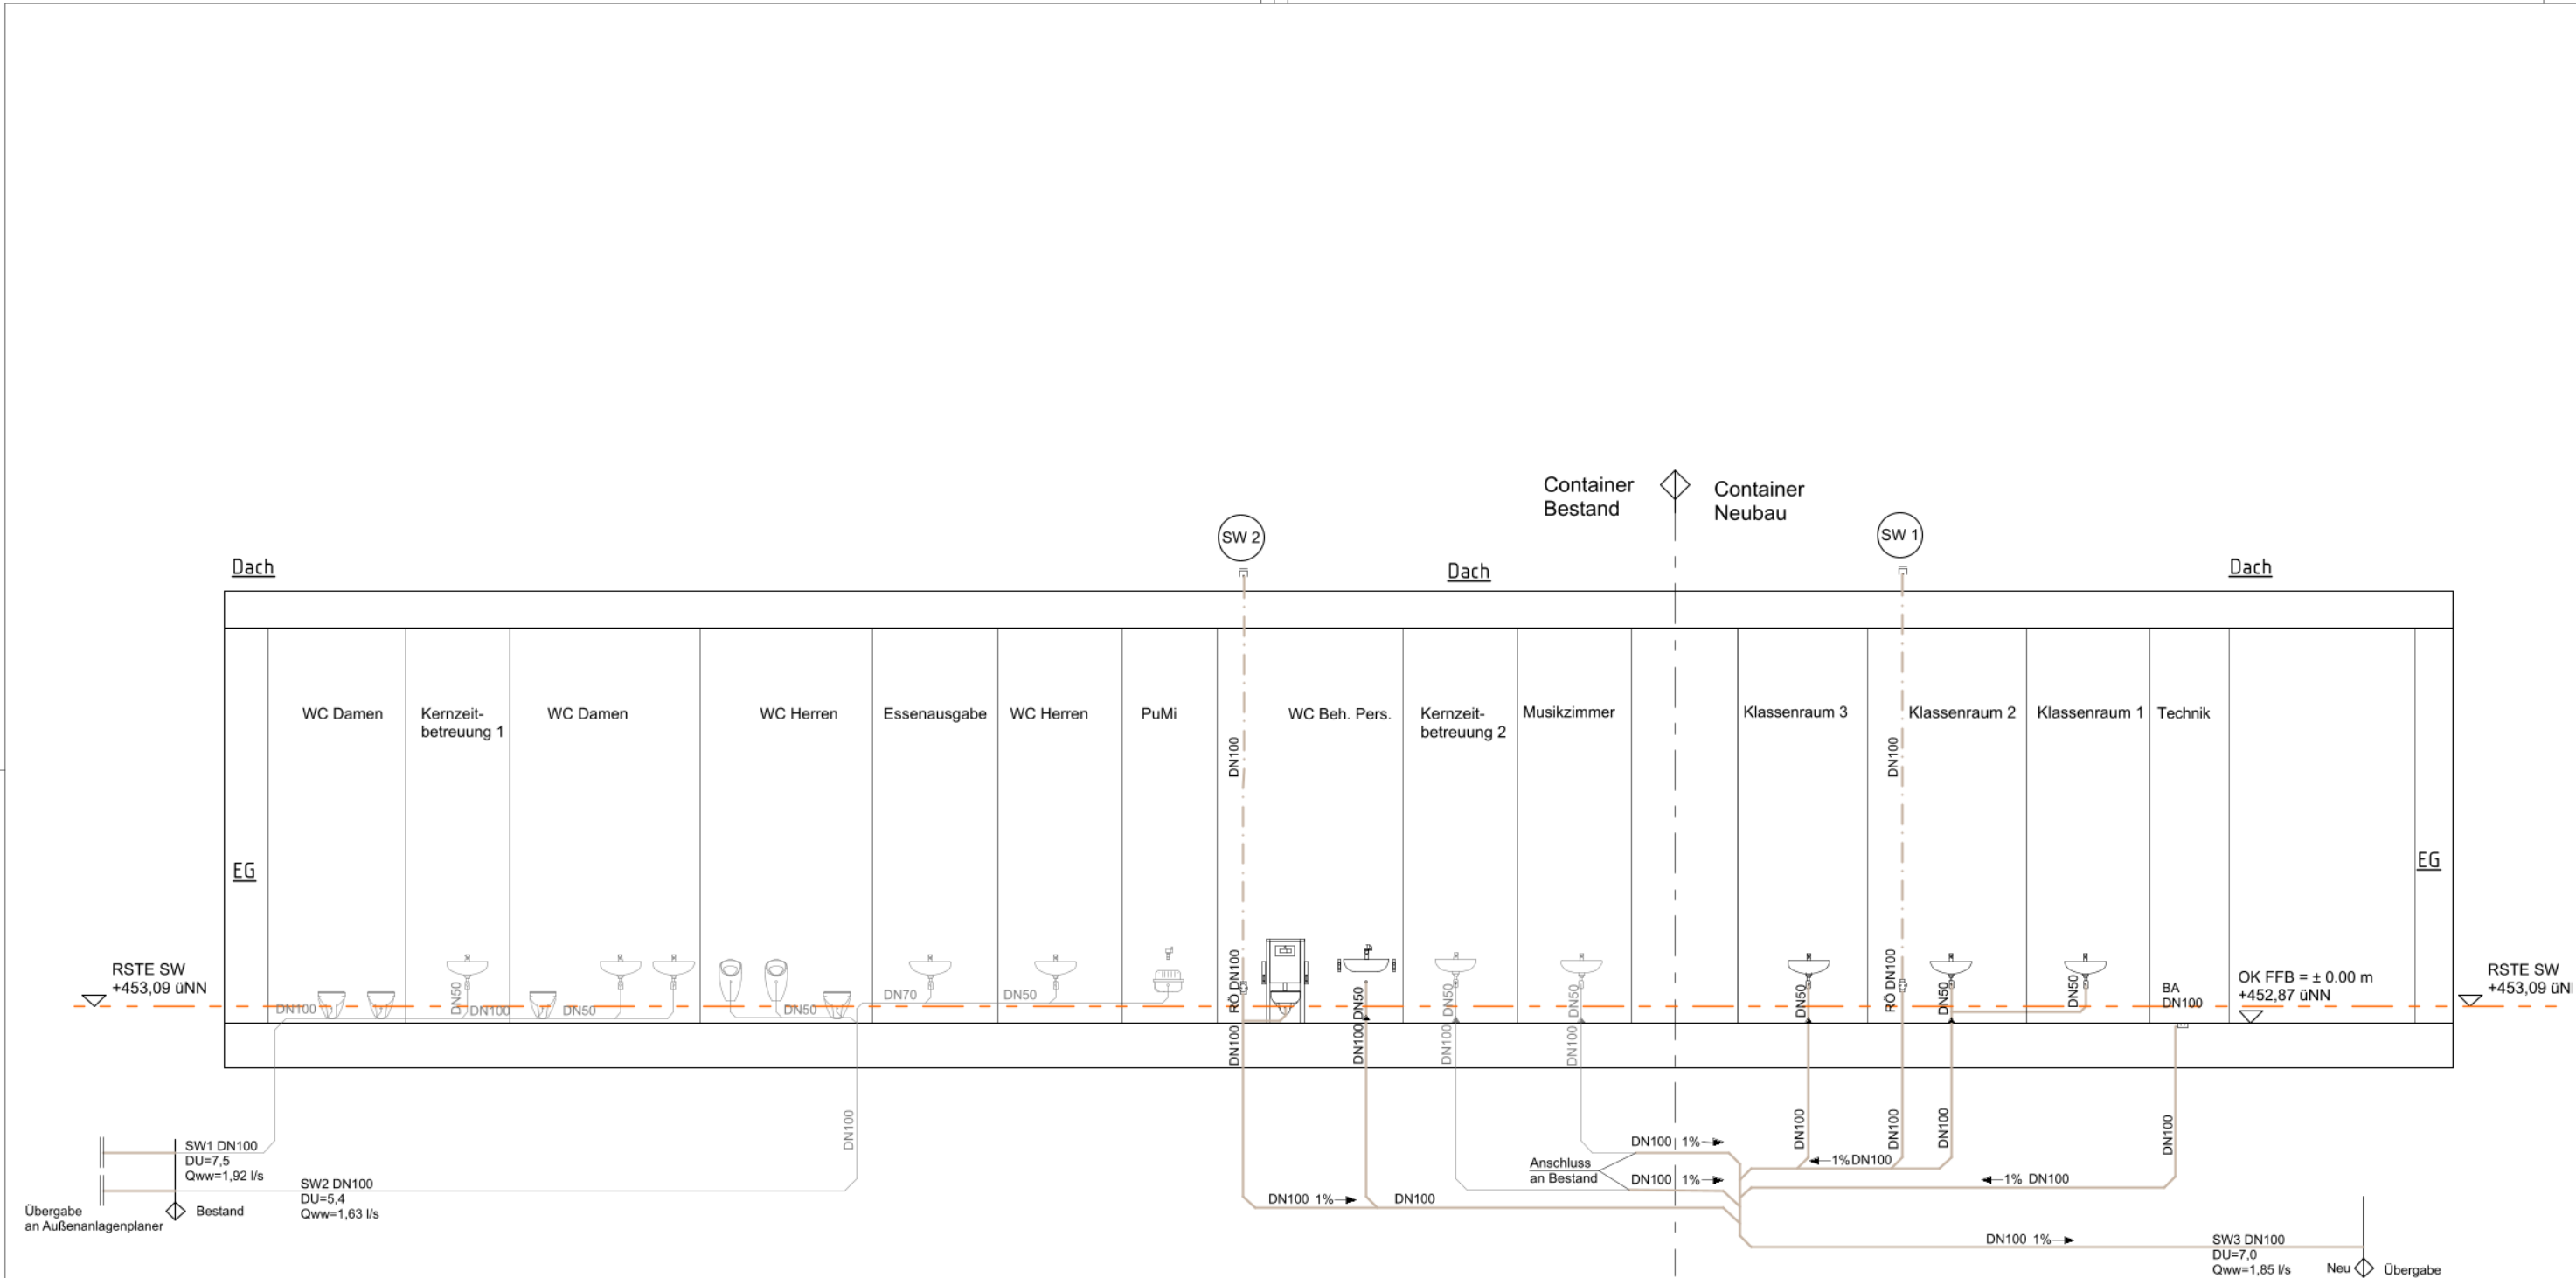 Container
Bestand
Container
Neubau
SW 2
SW 1
Dach
Dach
Dach
WC Damen
Kernzeit-
betreuung 1
WC Damen
WC Herren
Essenausgabe
WC Herren
PuMi
WC Beh. Pers.
Kernzeit-
betreuung 2
Musikzimmer
Klassenraum 3
Klassenraum 2
Klassenraum 1
Technik
DN100
DN100
EG
EG
RSTE SW
+453,09 üNN
DN100
DN50
DN100
DN50
DN50
DN70
DN50
RÖ DN100
DN100
DN50
DN100
DN50
DN100
DN50
DN100
DN50
RÖ DN100
DN50
DN50
BA
DN100
OK FFB = ± 0.00 m
+452,87 üNN
RSTE SW
+453,09 üN
DN100
DN100
DN100
DN100
DN100
SW1 DN100
DU=7,5
Qww=1,92 l/s
SW2 DN100
DU=5,4
Qww=1,63 l/s
Übergabe
an Außenanlagenplaner
Bestand
DN100 1%
Anschluss
an Bestand
DN100 1%
DN100 1%
DN100
1% DN100
1% DN100
DN100 1%
SW3 DN100
DU=7,0
Qww=1,85 l/s
Neu
Übergabe